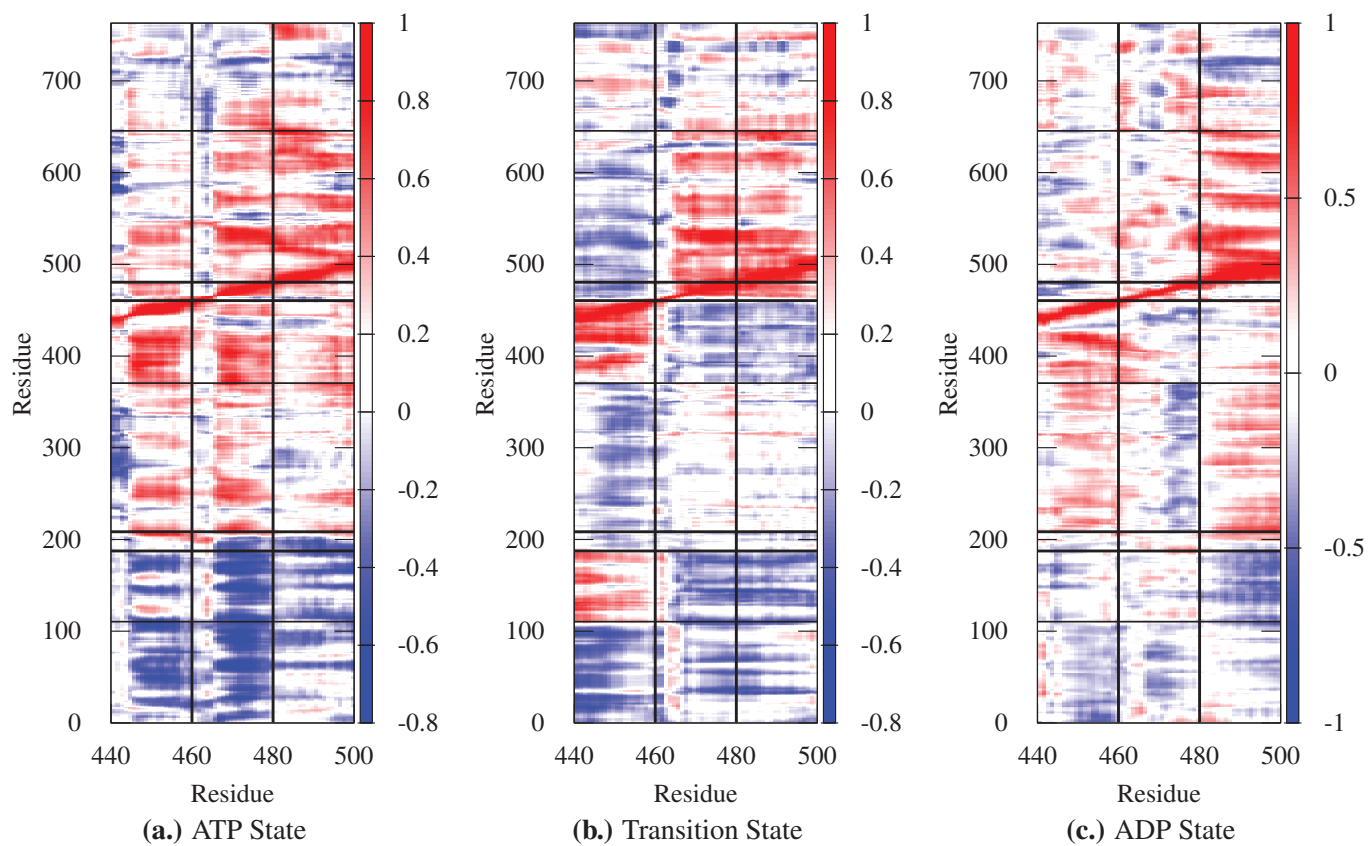 0 100 200 300 400 500 600 700
Residue
440 460 480 500
Residue
-0.8 -0.6 -0.4 -0.2 0 0.2 0.4 0.6 0.8 1
(a.) ATP State
0 100 200 300 400 500 600 700
Residue
440 460 480 500
Residue
-0.8 -0.6 -0.4 -0.2 0 0.2 0.4 0.6 0.8 1
(b.) Transition State
0 100 200 300 400 500 600 700
Residue
440 460 480 500
Residue
-1 -0.5 0 0.5 1
(c.) ADP State